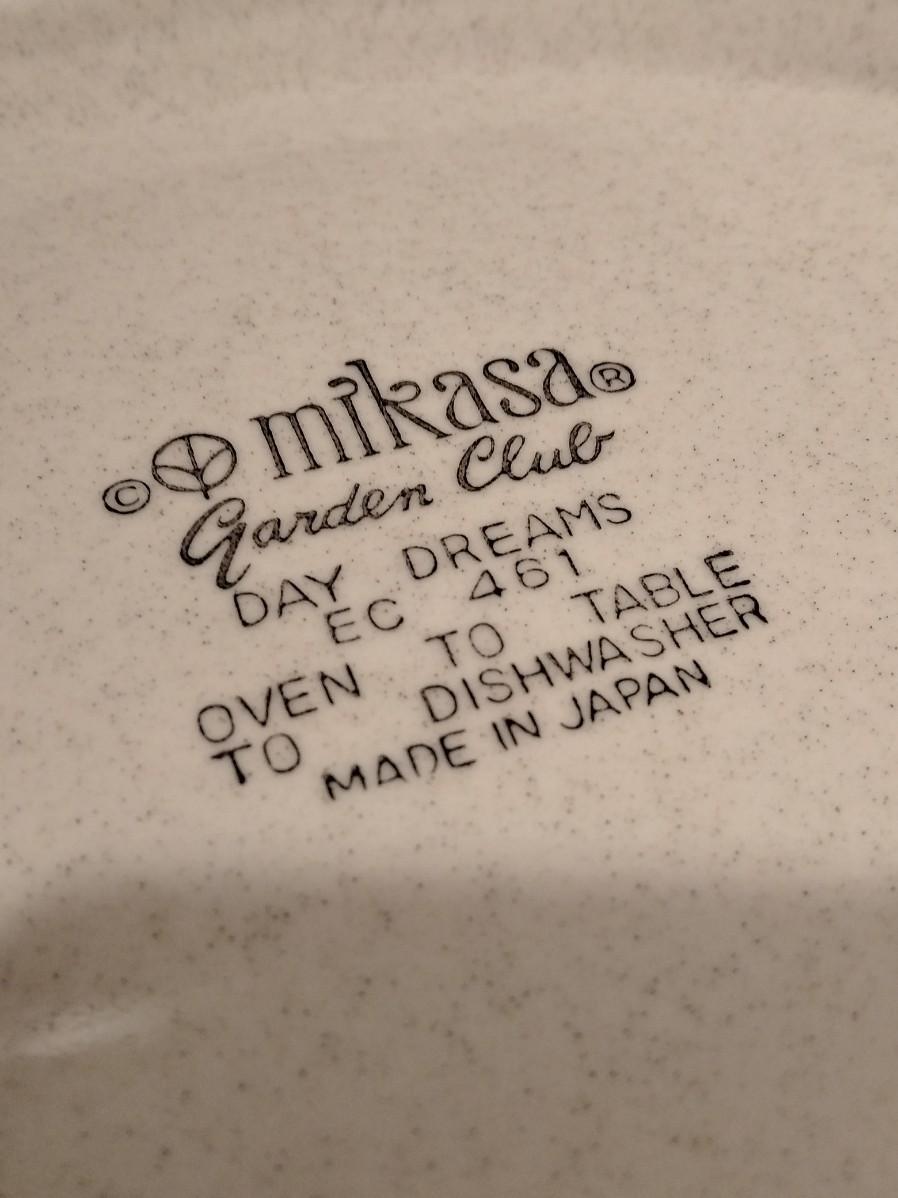 © mikasa®
Garden Club
DAY DREAMS
EC 461
OVEN TO TABLE
TO DISHWASHER
MADE IN JAPAN